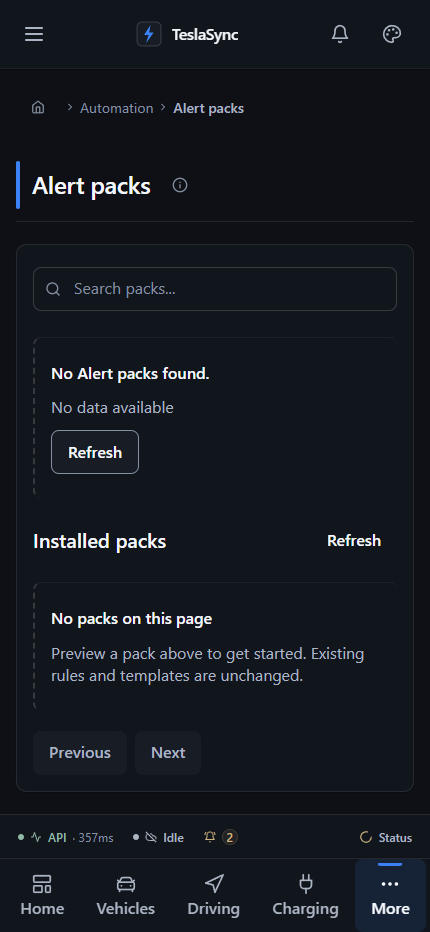 TeslaSync
Automation
Alert packs
Alert packs
Search packs...
No Alert packs found.
No data available
Refresh
Installed packs
Refresh
No packs on this page
Preview a pack above to get started. Existing
rules and templates are unchanged.
Previous
Next
API · 357ms
Idle
2
Status
Home
Vehicles
Driving
Charging
More